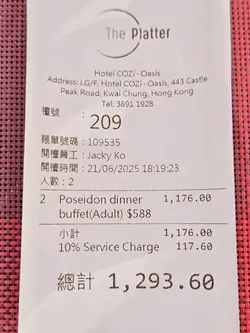 The Platter
Hotel COZi · Oasis
Address: LG/F, Hotel COZi · Oasis, 443 Castle
Peak Road, Kwai Chung, Hong Kong
Tel: 3891 1928
檯號 :
209
賬單號碼 : 109535
開檯員工 : Jacky Ko
開檯時間 : 21/06/2025 18:19:23
人數 : 2
2 Poseidon dinner 1,176.00
buffet(Adult) $588
小計 1,176.00
10% Service Charge 117.60
總計 1,293.60